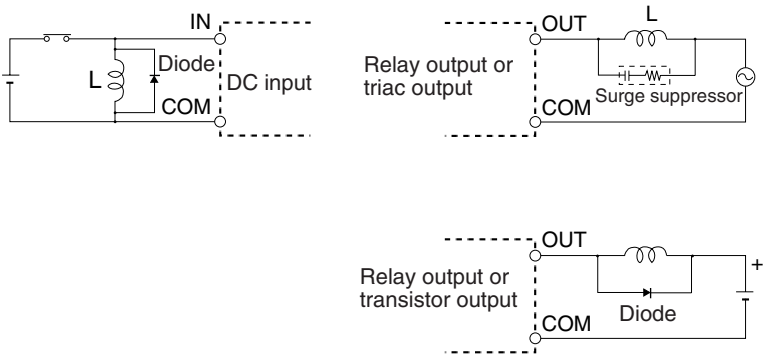 IN
L
Diode
DC input
COM
OUT
L
Relay output or
triac output
Surge suppressor
COM
OUT
+
Relay output or
transistor output
Diode
COM